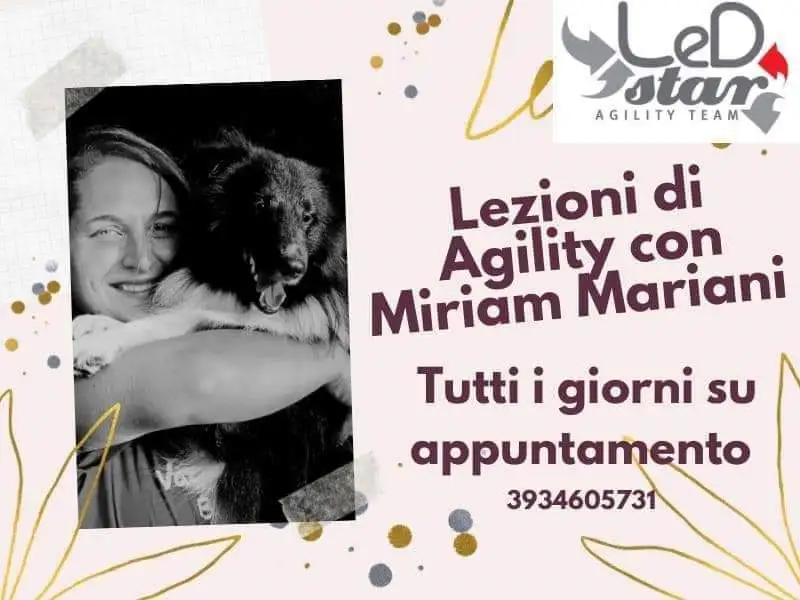 LeD
star
AGILITY TEAM
Lezioni di
Agility con
Miriam Mariani
Tutti i giorni su
appuntamento
3934605731